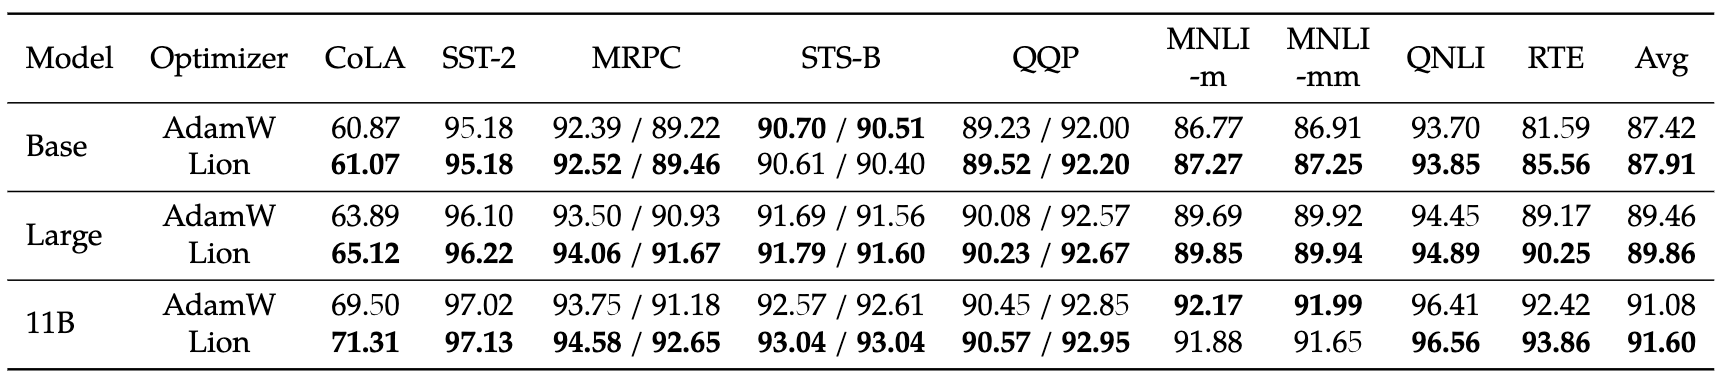 Model Optimizer CoLA SST-2 MRPC STS-B QQP MNLI -m MNLI -mm QNLI RTE Avg
Base AdamW 60.87 95.18 92.39 / 89.22 90.70 / 90.51 89.23 / 92.00 86.77 86.91 93.70 81.59 87.42
Lion 61.07 95.18 92.52 / 89.46 90.61 / 90.40 89.52 / 92.20 87.27 87.25 93.85 85.56 87.91
Large AdamW 63.89 96.10 93.50 / 90.93 91.69 / 91.56 90.08 / 92.57 89.69 89.92 94.45 89.17 89.46
Lion 65.12 96.22 94.06 / 91.67 91.79 / 91.60 90.23 / 92.67 89.85 89.94 94.89 90.25 89.86
11B AdamW 69.50 97.02 93.75 / 91.18 92.57 / 92.61 90.45 / 92.85 92.17 91.99 96.41 92.42 91.08
Lion 71.31 97.13 94.58 / 92.65 93.04 / 93.04 90.57 / 92.95 91.88 91.65 96.56 93.86 91.60